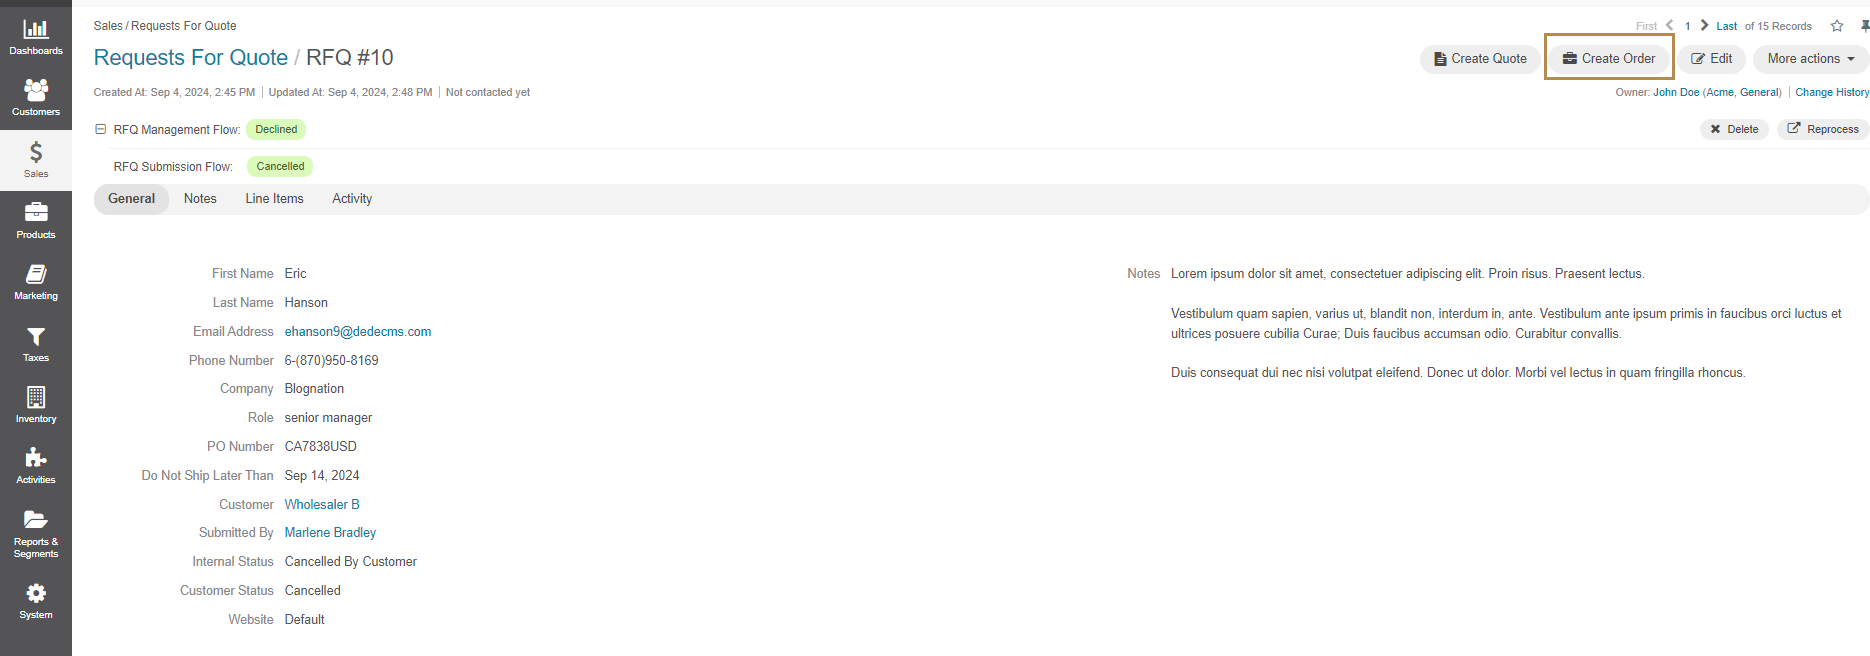 Dashboards
Customers
Sales
Products
Marketing
Taxes
Inventory
Activities
Reports &
Segments
System
Sales / Requests For Quote
First 1 Last of 15 Records
Requests For Quote / RFQ #10
Create Quote Create Order Edit More actions
Created At: Sep 4, 2024, 2:45 PM Updated At: Sep 4, 2024, 2:48 PM Not contacted yet
Owner: John Doe (Acme, General) Change History
RFQ Management Flow: Declined
Delete Reprocess
RFQ Submission Flow: Cancelled
General Notes Line Items Activity
First Name Eric
Last Name Hanson
Email Address ehanson9@dedecms.com
Phone Number 6-(870)950-8169
Company Blognation
Role senior manager
PO Number CA7838USD
Do Not Ship Later Than Sep 14, 2024
Customer Wholesaler B
Submitted By Marlene Bradley
Internal Status Cancelled By Customer
Customer Status Cancelled
Website Default
Notes Lorem ipsum dolor sit amet, consectetuer adipiscing elit. Proin risus. Praesent lectus.
Vestibulum quam sapien, varius ut, blandit non, interdum in, ante. Vestibulum ante ipsum primis in faucibus orci luctus et
ultrices posuere cubilia Curae; Duis faucibus accumsan odio. Curabitur convallis.
Duis consequat dui nec nisi volutpat eleifend. Donec ut dolor. Morbi vel lectus in quam fringilla rhoncus.